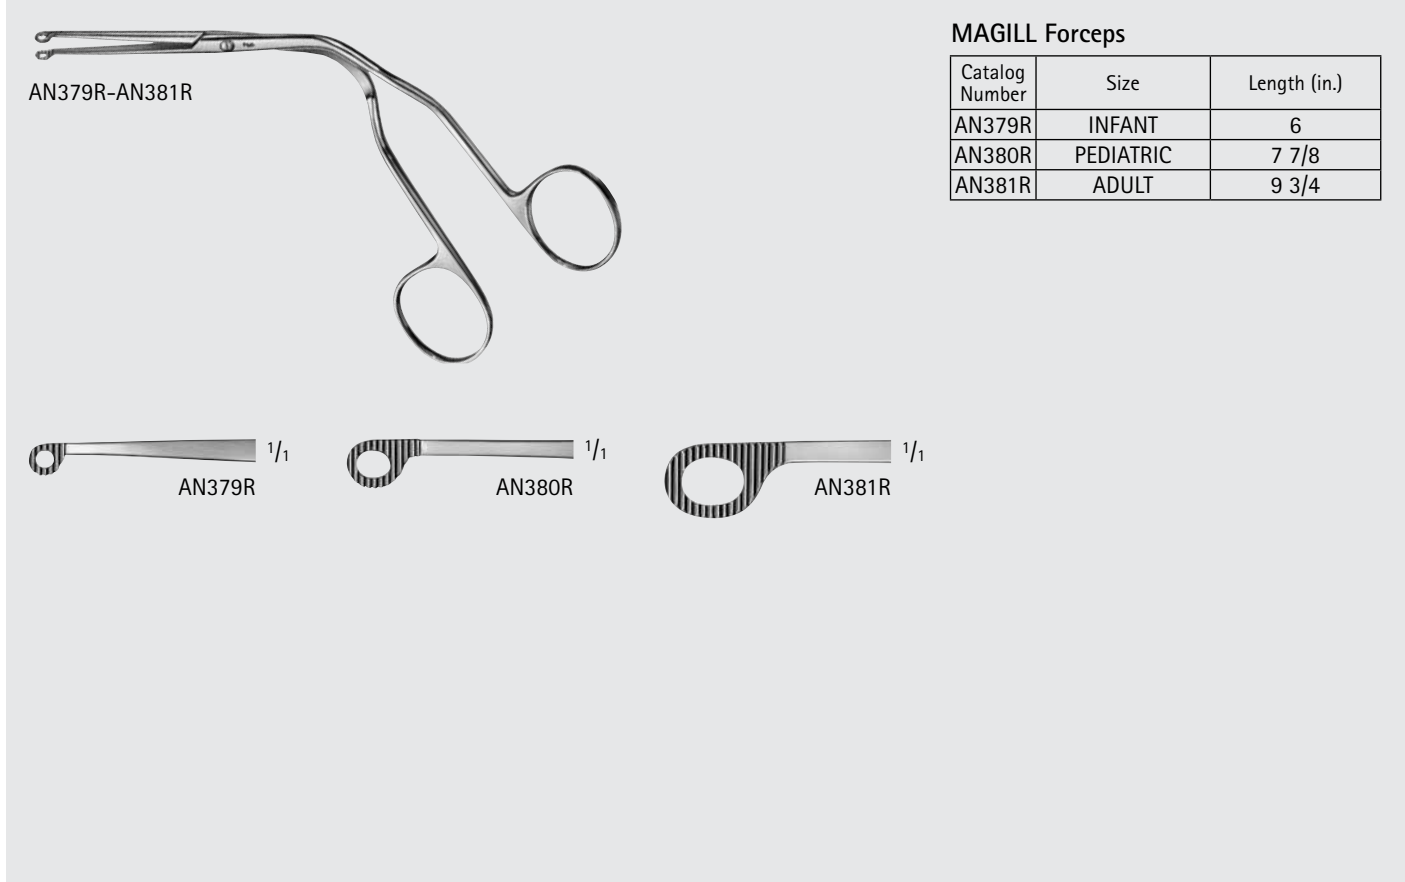 AN379R-AN381R
MAGILL Forceps
Catalog Number Size Length (in.)
AN379R INFANT 6
AN380R PEDIATRIC 7 7/8
AN381R ADULT 9 3/4
1/1 1/1 1/1
AN379R AN380R AN381R